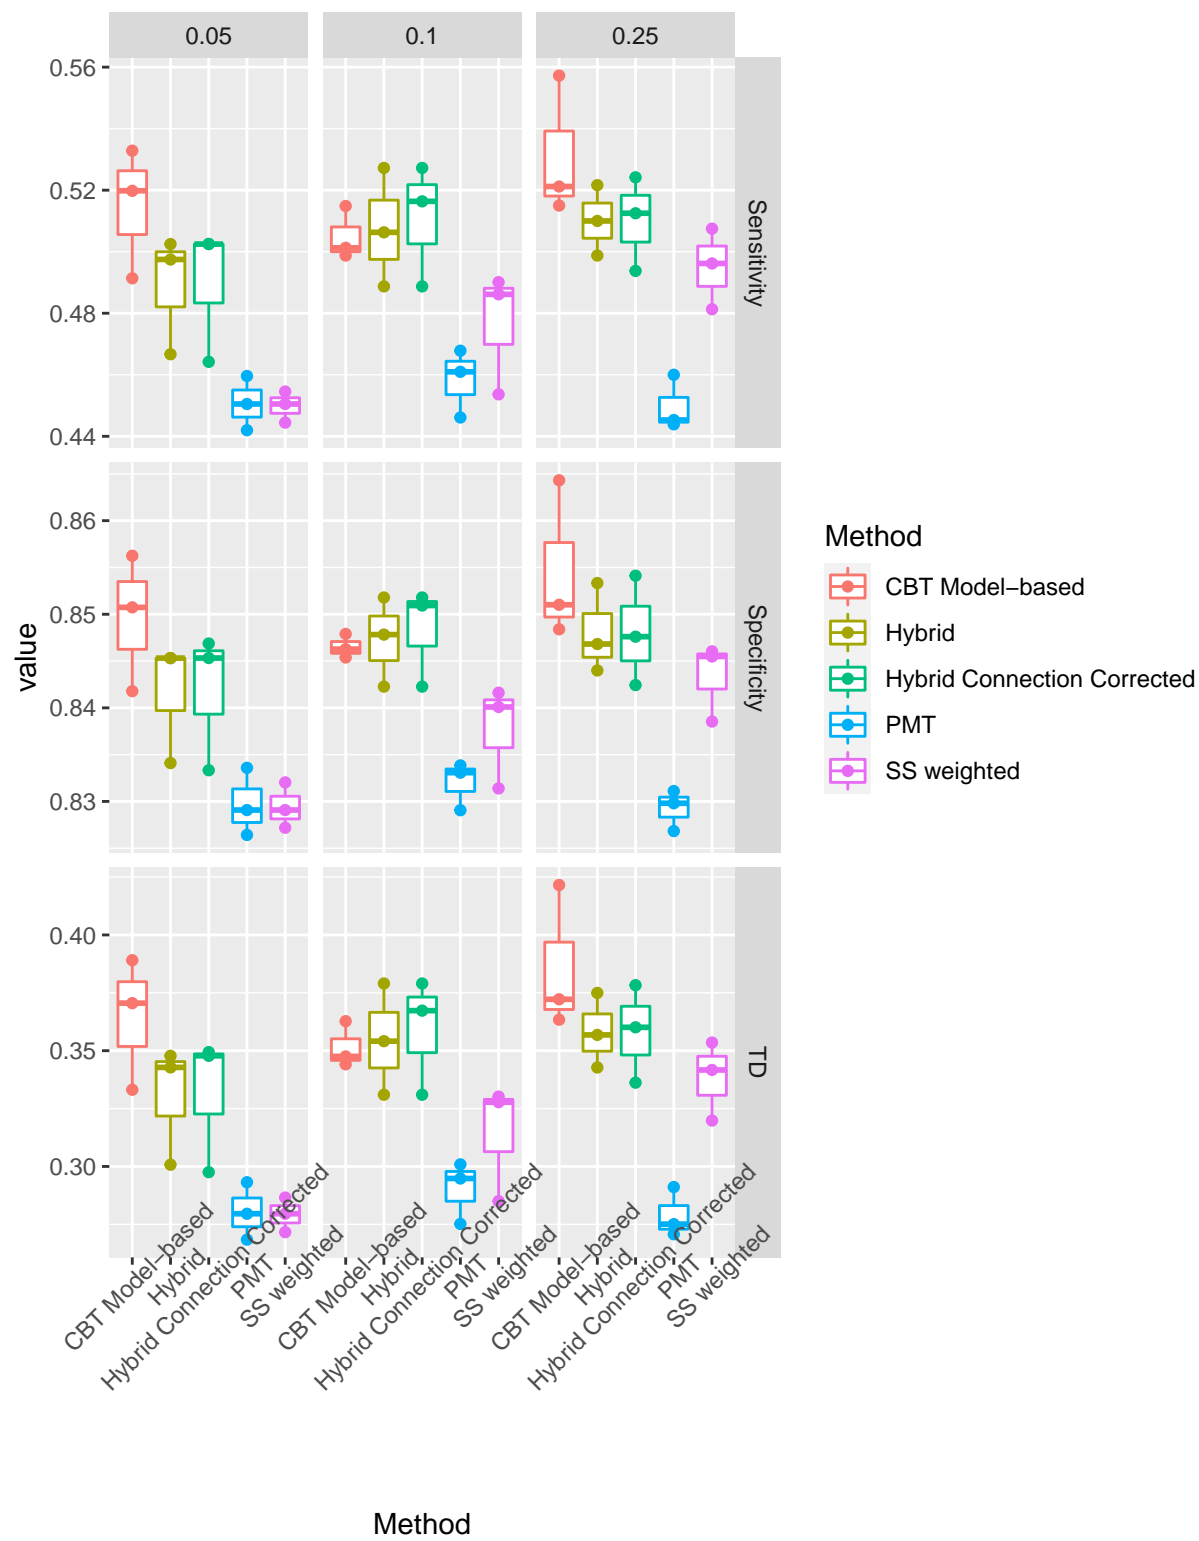 0.05
0.1
0.25
0.56
0.52
0.48
0.44
Sensitivity
0.86
0.85
0.84
0.83
Specificity
0.40
0.35
0.30
TD
value
CBT Model−based
Hybrid
Hybrid Connection Corrected
PMT
SS weighted
CBT Model−based
Hybrid
Hybrid Connection Corrected
PMT
SS weighted
CBT Model−based
Hybrid
Hybrid Connection Corrected
PMT
SS weighted
Method
Method
CBT Model−based
Hybrid
Hybrid Connection Corrected
PMT
SS weighted